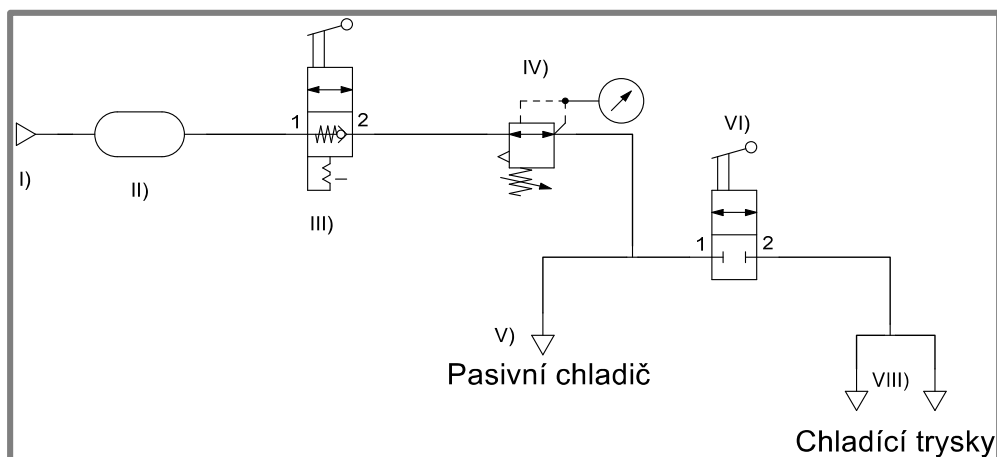 I)
II)
1
2
III)
IV)
V)
Pasivní chladič
VI)
1
2
VIII)
Chladící trysky